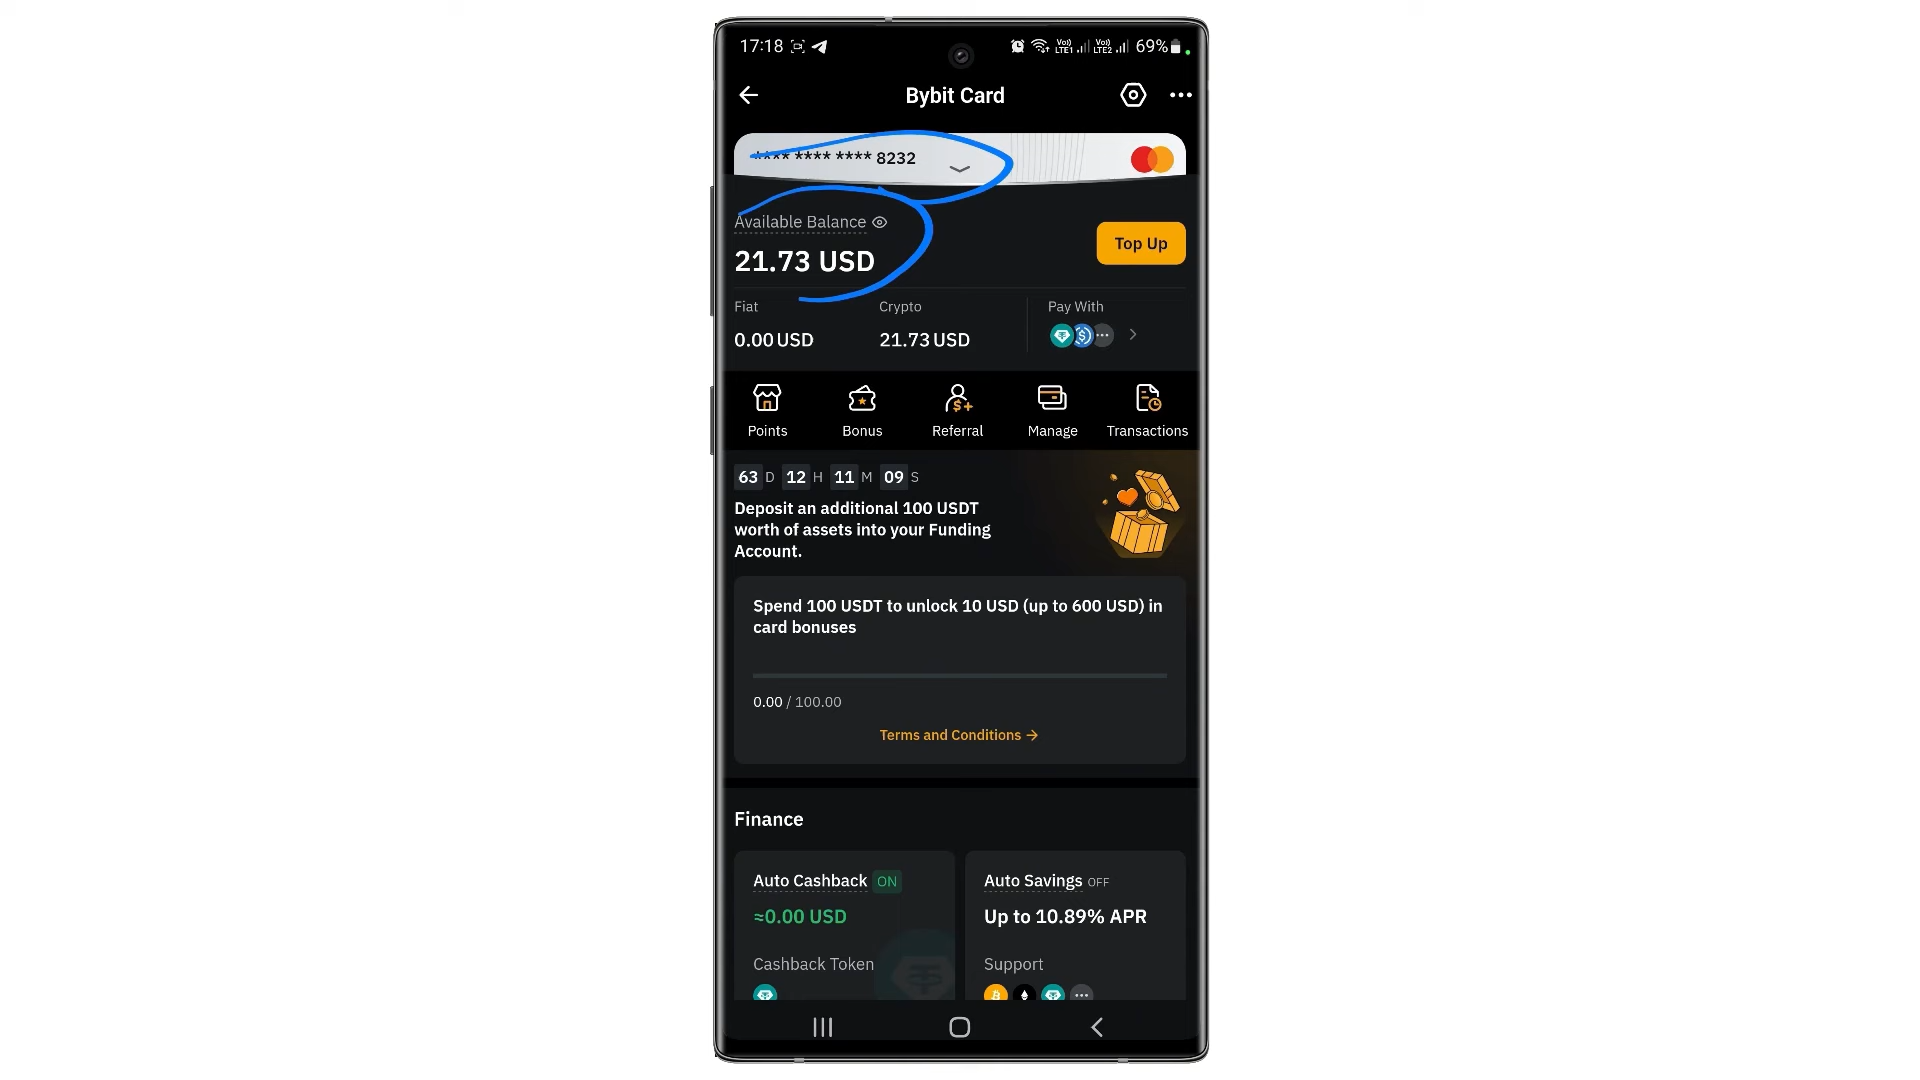 17:18 69%
Bybit Card
**** **** **** 8232
Available Balance
21.73 USD
Top Up
Fiat Crypto Pay With
0.00 USD 21.73 USD
Points Bonus Referral Manage Transactions
63 D 12 H 11 M 09 S
Deposit an additional 100 USDT
worth of assets into your Funding
Account.
Spend 100 USDT to unlock 10 USD (up to 600 USD) in
card bonuses
0.00 / 100.00
Terms and Conditions →
Finance
Auto Cashback ON Auto Savings OFF
≈0.00 USD Up to 10.89% APR
Cashback Token Support